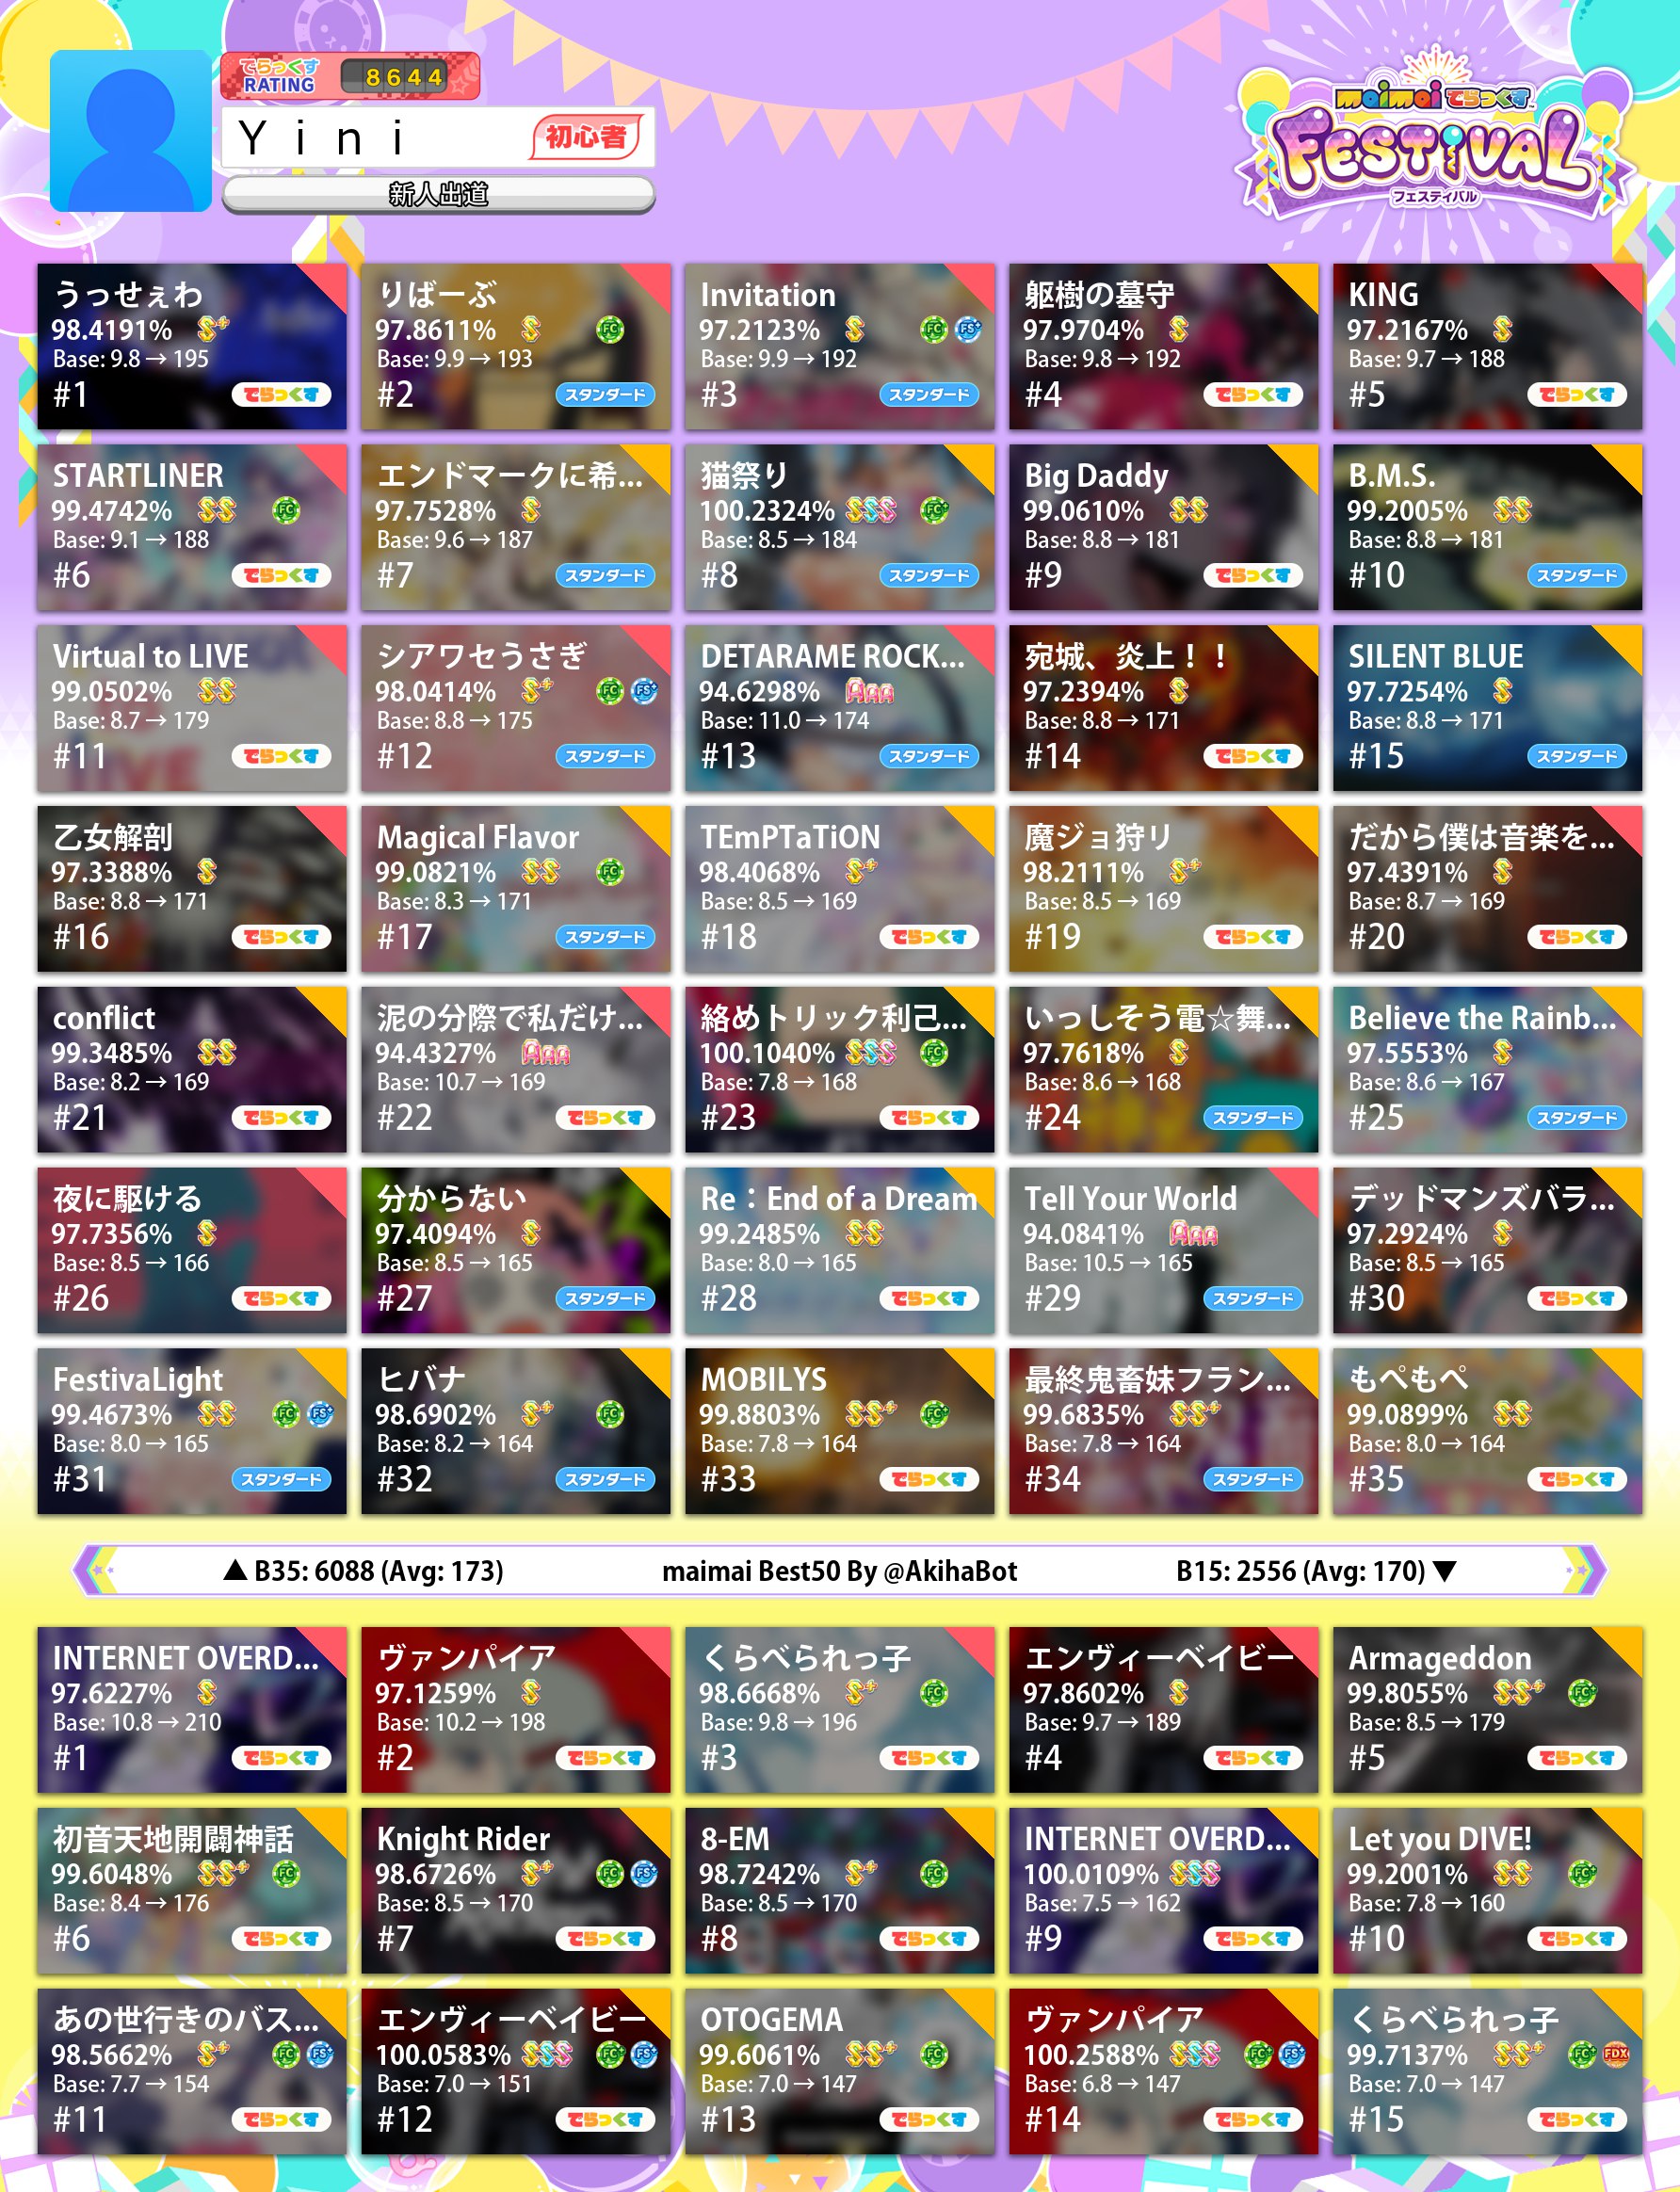 でらっくす
RATING
8644
Yini
初心者
新人出道
maimai でらっくす
FESTiVAL
フェスティバル
うっせぇわ
98.4191% S+
Base: 9.8 → 195
#1 でらっくす
りばーぶ
97.8611% S FC
Base: 9.9 → 193
#2 スタンダード
Invitation
97.2123% S FC FS+
Base: 9.9 → 192
#3 スタンダード
躯樹の墓守
97.9704% S
Base: 9.8 → 192
#4 でらっくす
KING
97.2167% S
Base: 9.7 → 188
#5 でらっくす
STARTLINER
99.4742% SS FC
Base: 9.1 → 188
#6 でらっくす
エンドマークに希...
97.7528% S
Base: 9.6 → 187
#7 スタンダード
猫祭り
100.2324% SSS FC+
Base: 8.5 → 184
#8 スタンダード
Big Daddy
99.0610% SS
Base: 8.8 → 181
#9 でらっくす
B.M.S.
99.2005% SS
Base: 8.8 → 181
#10 スタンダード
Virtual to LIVE
99.0502% SS
Base: 8.7 → 179
#11 でらっくす
シアワセうさぎ
98.0414% S+ FC FS+
Base: 8.8 → 175
#12 スタンダード
DETARAME ROCK...
94.6298% AAA
Base: 11.0 → 174
#13 スタンダード
宛城、炎上！！
97.2394% S
Base: 8.8 → 171
#14 でらっくす
SILENT BLUE
97.7254% S
Base: 8.8 → 171
#15 スタンダード
乙女解剖
97.3388% S
Base: 8.8 → 171
#16 でらっくす
Magical Flavor
99.0821% SS FC
Base: 8.3 → 171
#17 スタンダード
TEmPTaTiON
98.4068% S+
Base: 8.5 → 169
#18 でらっくす
魔ジョ狩リ
98.2111% S+
Base: 8.5 → 169
#19 でらっくす
だから僕は音楽を...
97.4391% S
Base: 8.7 → 169
#20 でらっくす
conflict
99.3485% SS
Base: 8.2 → 169
#21 でらっくす
泥の分際で私だけ...
94.4327% AAA
Base: 10.7 → 169
#22 でらっくす
絡めトリック利己...
100.1040% SSS FC
Base: 7.8 → 168
#23 でらっくす
いっしそう電☆舞...
97.7618% S
Base: 8.6 → 168
#24 スタンダード
Believe the Rainb...
97.5553% S
Base: 8.6 → 167
#25 スタンダード
夜に駆ける
97.7356% S
Base: 8.5 → 166
#26 でらっくす
分からない
97.4094% S
Base: 8.5 → 165
#27 スタンダード
Re：End of a Dream
99.2485% SS
Base: 8.0 → 165
#28 でらっくす
Tell Your World
94.0841% AAA
Base: 10.5 → 165
#29 スタンダード
デッドマンズバラ...
97.2924% S
Base: 8.5 → 165
#30 でらっくす
FestivaLight
99.4673% SS FC FS+
Base: 8.0 → 165
#31 スタンダード
ヒバナ
98.6902% S+ FC
Base: 8.2 → 164
#32 スタンダード
MOBILYS
99.8803% SS+ FC+
Base: 7.8 → 164
#33 でらっくす
最終鬼畜妹フラン...
99.6835% SS+
Base: 7.8 → 164
#34 スタンダード
もぺもぺ
99.0899% SS
Base: 8.0 → 164
#35 でらっくす
▲ B35: 6088 (Avg: 173)
maimai Best50 By @AkihaBot
B15: 2556 (Avg: 170) ▼
INTERNET OVERD...
97.6227% S
Base: 10.8 → 210
#1 でらっくす
ヴァンパイア
97.1259% S
Base: 10.2 → 198
#2 でらっくす
くらべられっ子
98.6668% S+ FC
Base: 9.8 → 196
#3 でらっくす
エンヴィーベイビー
97.8602% S
Base: 9.7 → 189
#4 でらっくす
Armageddon
99.8055% SS+ FC+
Base: 8.5 → 179
#5 でらっくす
初音天地開闢神話
99.6048% SS+ FC
Base: 8.4 → 176
#6 でらっくす
Knight Rider
98.6726% S+ FC FS+
Base: 8.5 → 170
#7 でらっくす
8-EM
98.7242% S+ FC
Base: 8.5 → 170
#8 でらっくす
INTERNET OVERD...
100.0109% SSS
Base: 7.5 → 162
#9 でらっくす
Let you DIVE!
99.2001% SS FC+
Base: 7.8 → 160
#10 でらっくす
あの世行きのバス...
98.5662% S+ FC FS+
Base: 7.7 → 154
#11 でらっくす
エンヴィーベイビー
100.0583% SSS FC+ FS+
Base: 7.0 → 151
#12 でらっくす
OTOGEMA
99.6061% SS+ FC
Base: 7.0 → 147
#13 でらっくす
ヴァンパイア
100.2588% SSS FC+ FS+
Base: 6.8 → 147
#14 でらっくす
くらべられっ子
99.7137% SS+ FC+ FDX
Base: 7.0 → 147
#15 でらっくす